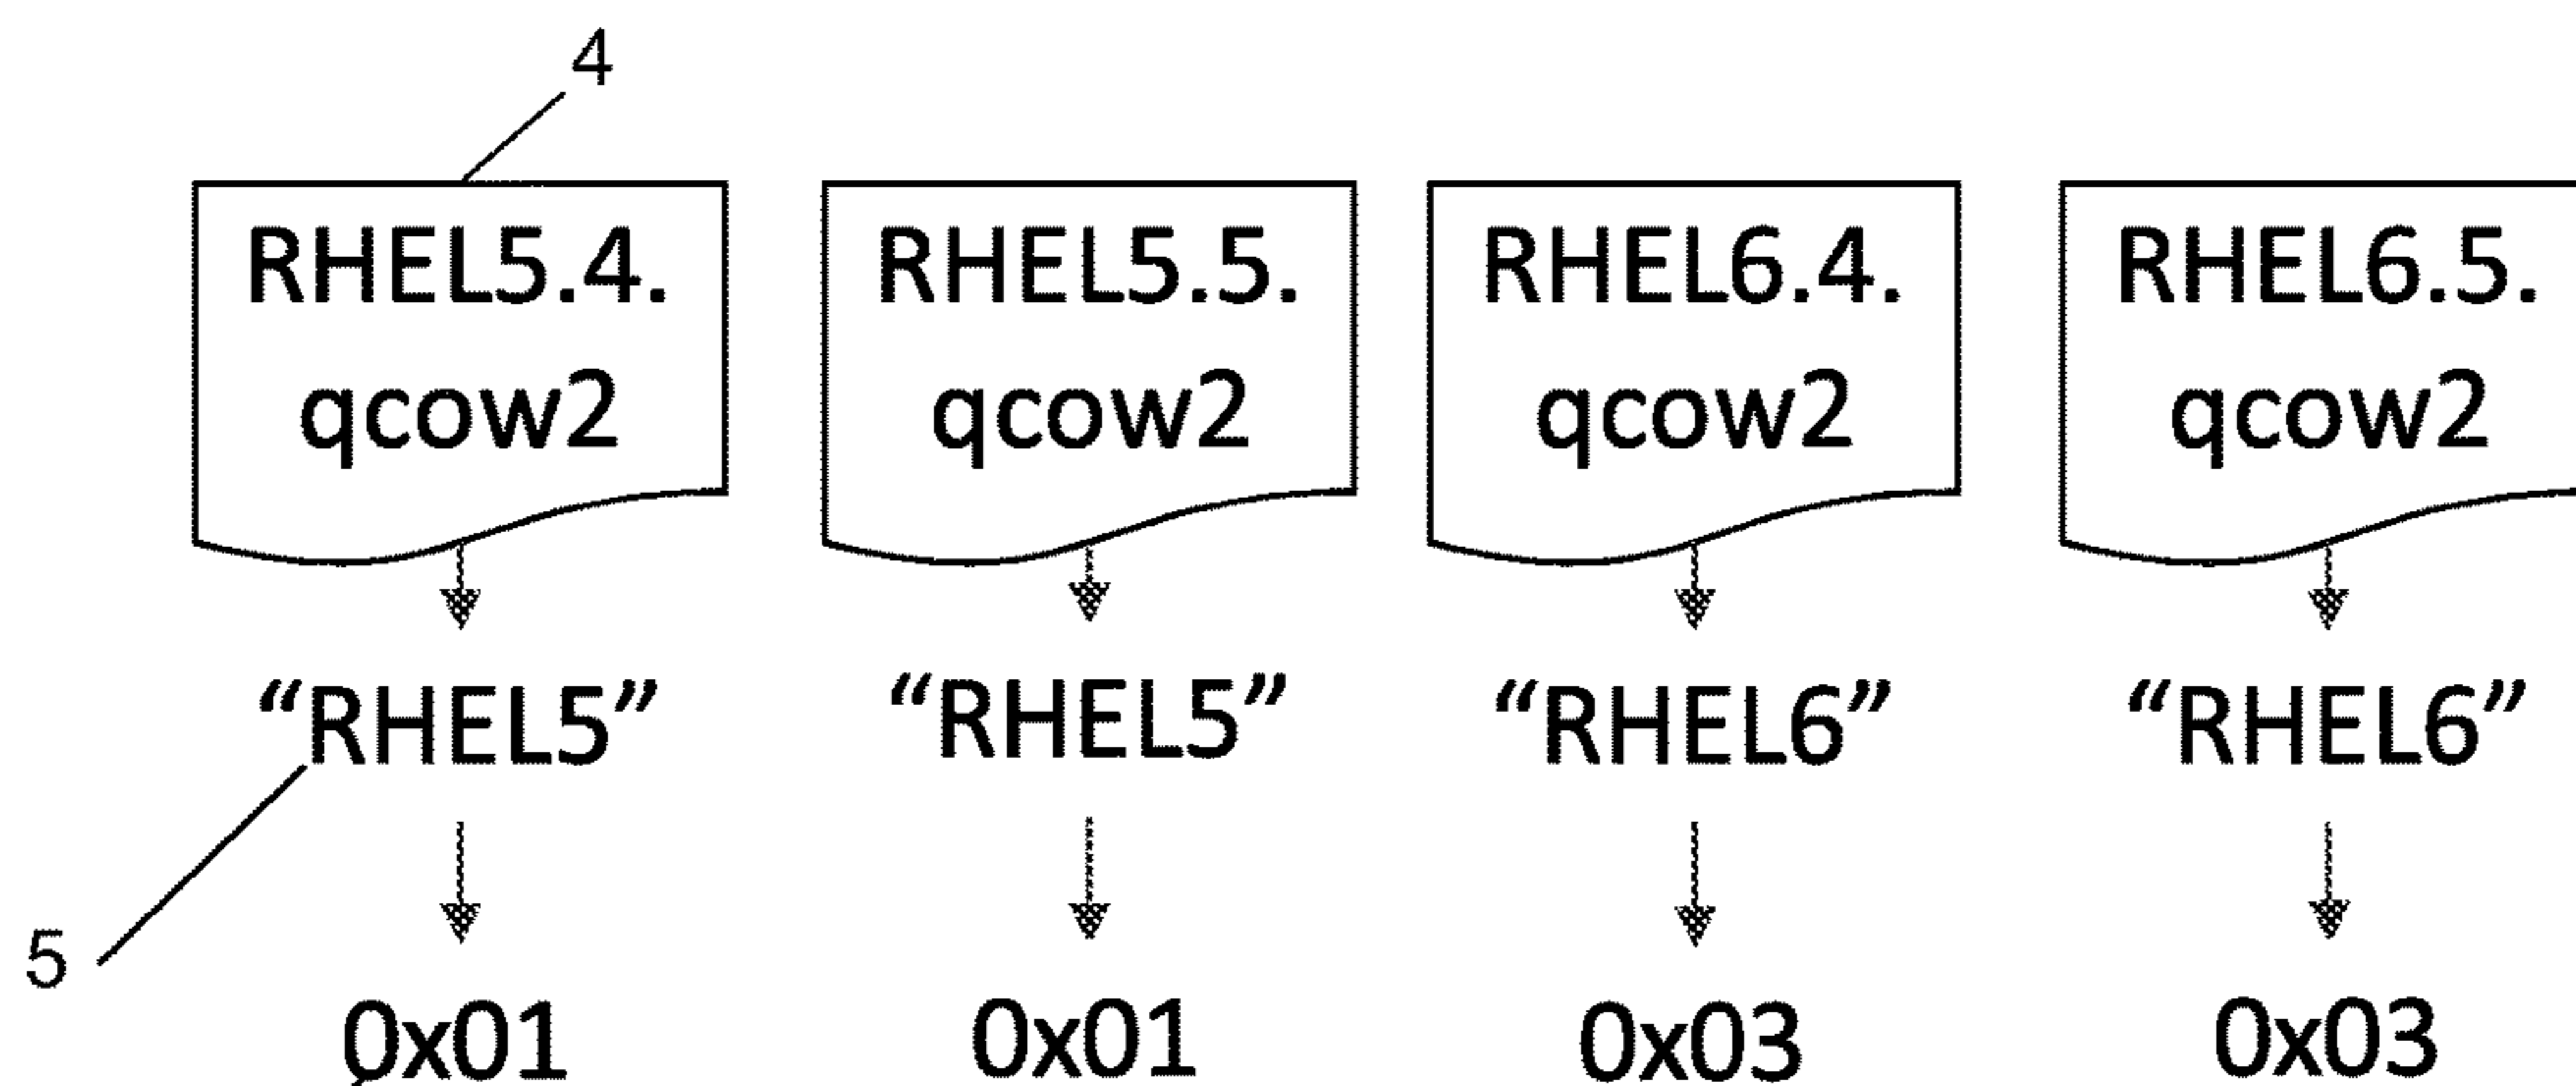 4
RHEL5.4. RHEL5.5. RHEL6.4. RHEL6.5.
qcow2 qcow2 qcow2 qcow2
“RHEL5” “RHEL5” “RHEL6” “RHEL6”
5
0x01 0x01 0x03 0x03